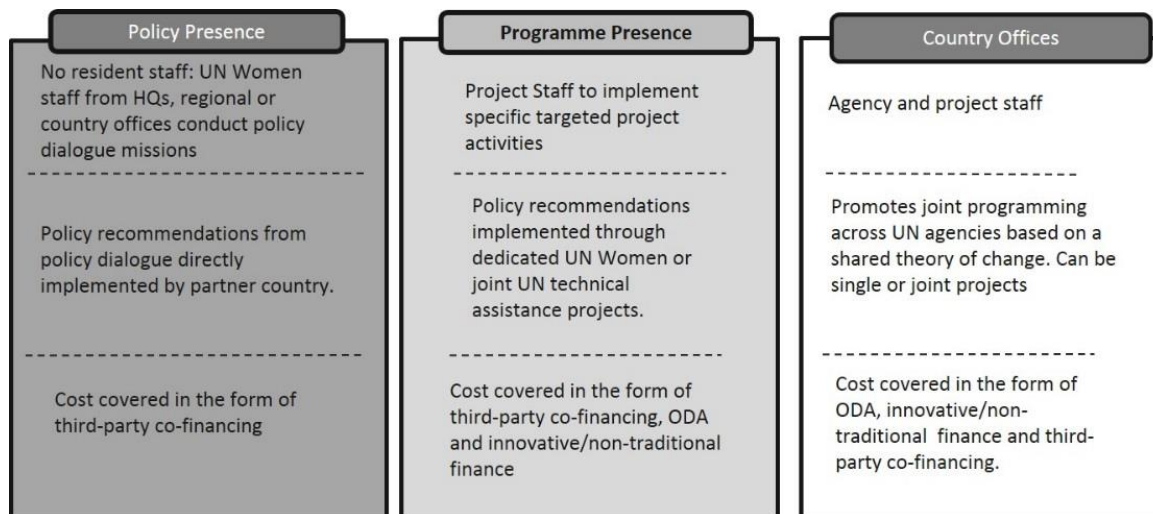 Policy Presence
No resident staff: UN Women
staff from HQs, regional or
country offices conduct policy
dialogue missions
Policy recommendations from
policy dialogue directly
implemented by partner country.
Cost covered in the form of
third-party co-financing
Programme Presence
Project Staff to implement
specific targeted project
activities
Policy recommendations
implemented through
dedicated UN Women or
joint UN technical
assistance projects.
Cost covered in the form of
third-party co-financing, ODA
and innovative/non-traditional
finance
Country Offices
Agency and project staff
Promotes joint programming
across UN agencies based on a
shared theory of change. Can be
single or joint projects
Cost covered in the form of
ODA, innovative/non-
traditional finance and third-
party co-financing.